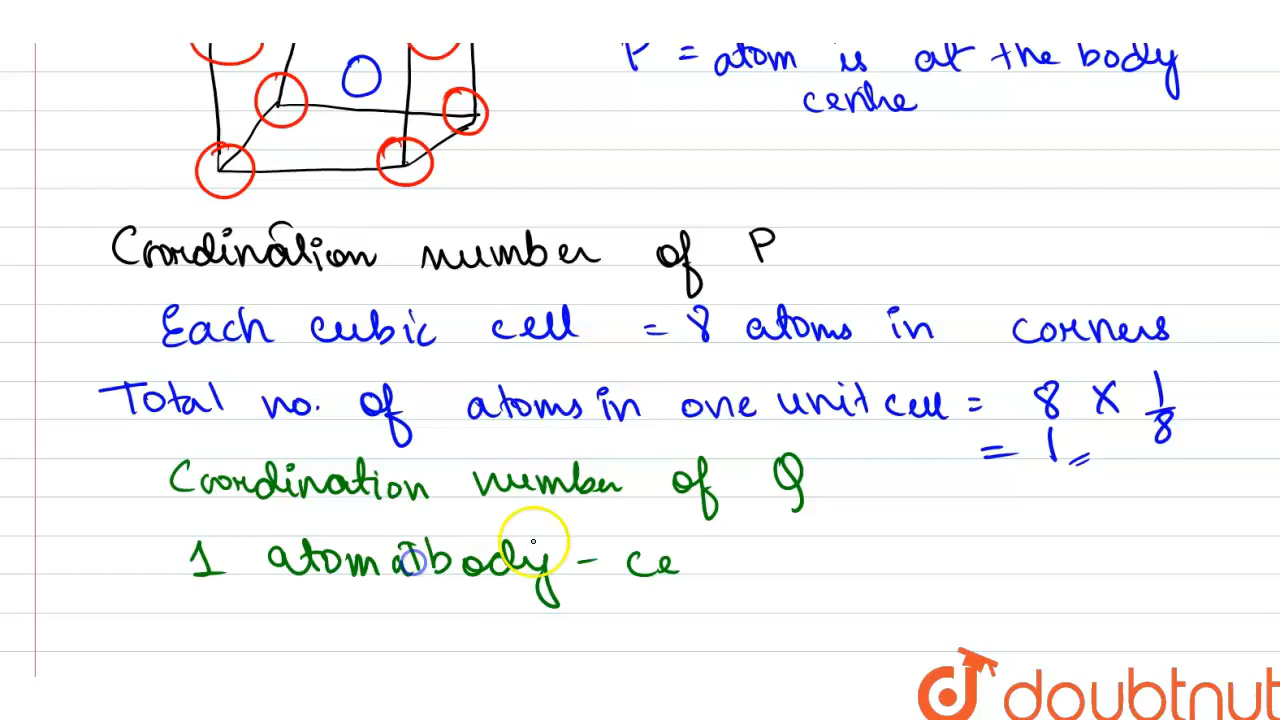 P = atom is at the body
centre
Coordination number of P
Each cubic cell = 8 atoms in corners
Total no. of atoms in one unit cell = 8 × 1/8
= 1
Coordination number of Q
1 atom at body - ce
doubtnut